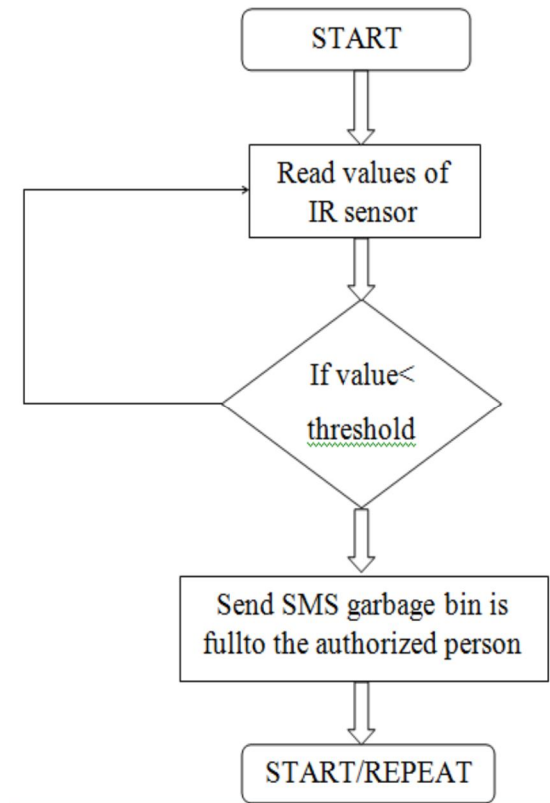 START
Read values of
IR sensor
If value<
threshold
Send SMS garbage bin is
fullto the authorized person
START/REPEAT